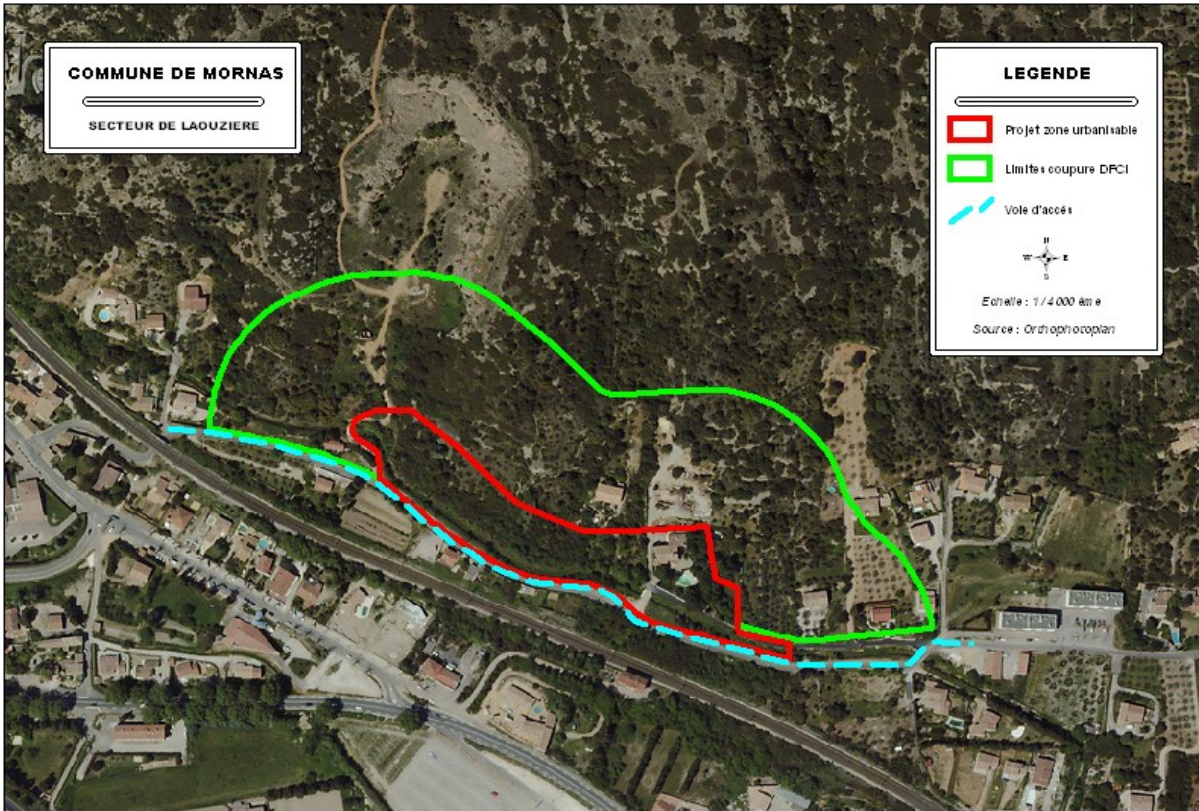 COMMUNE DE MORNAS
SECTEUR DE LAOUZIERE
LEGENDE
Projet zone urbanisable
Limites coupure DFCI
Voie d'accés
N
W E
S
Echelle : 1/4 000 ème
Source : Orthophotoplan